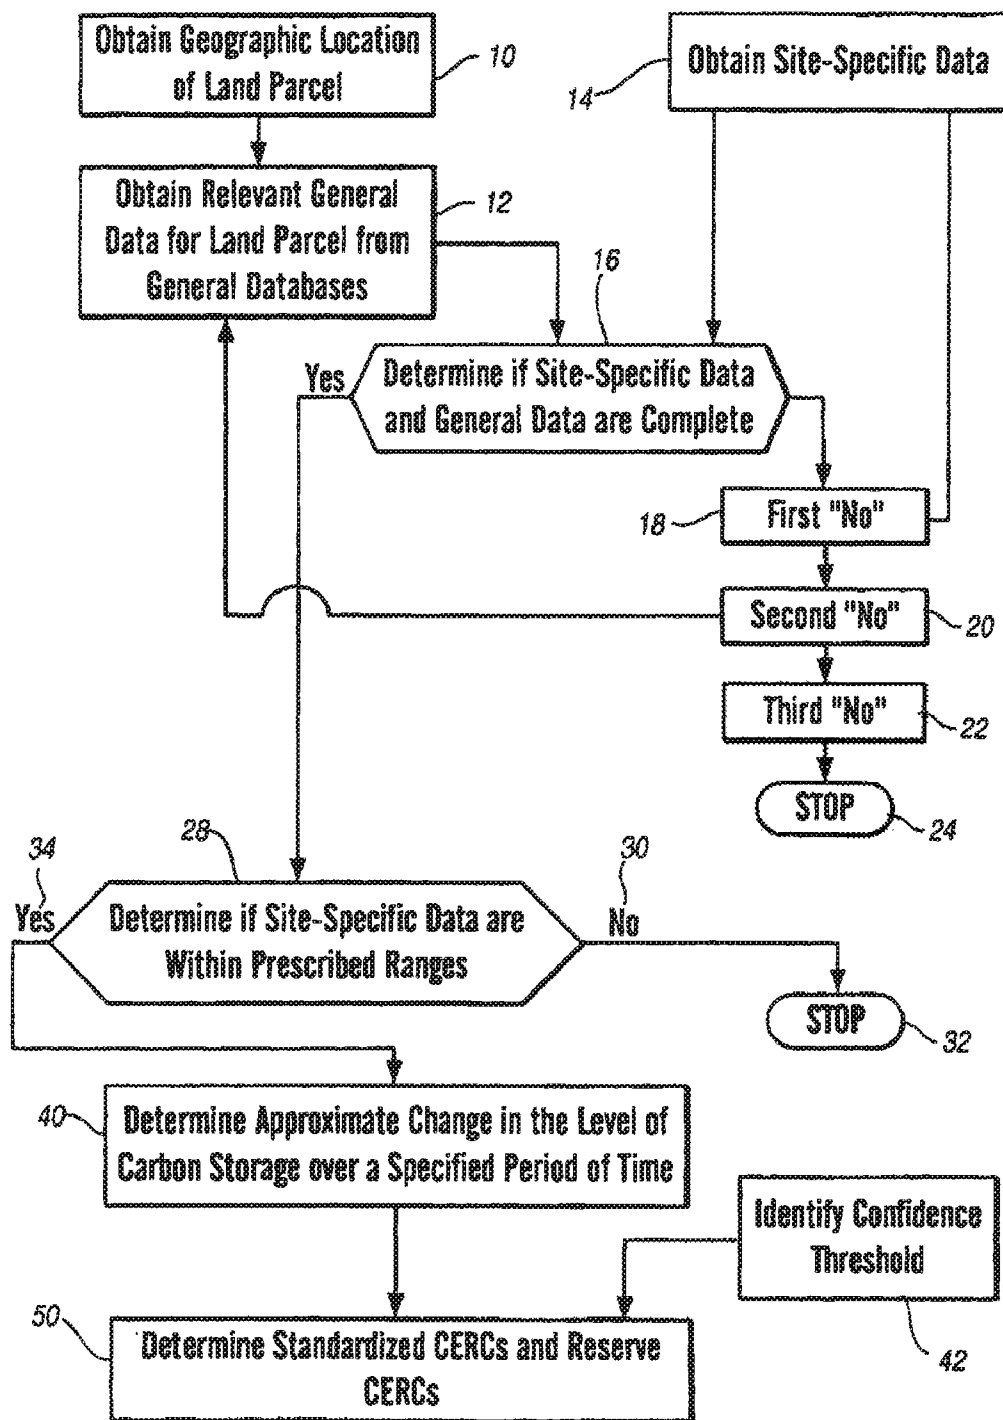 Obtain Geographic Location
of Land Parcel
10
Obtain Site-Specific Data
14
Obtain Relevant General
Data for Land Parcel from
General Databases
12
16
Yes
Determine if Site-Specific Data
and General Data are Complete
First "No"
18
Second "No"
20
Third "No"
22
STOP
24
28
34
Yes
Determine if Site-Specific Data are
Within Prescribed Ranges
30
No
STOP
32
40
Determine Approximate Change in the Level of
Carbon Storage over a Specified Period of Time
Identify Confidence
Threshold
42
50
Determine Standardized CERCs and Reserve
CERCs